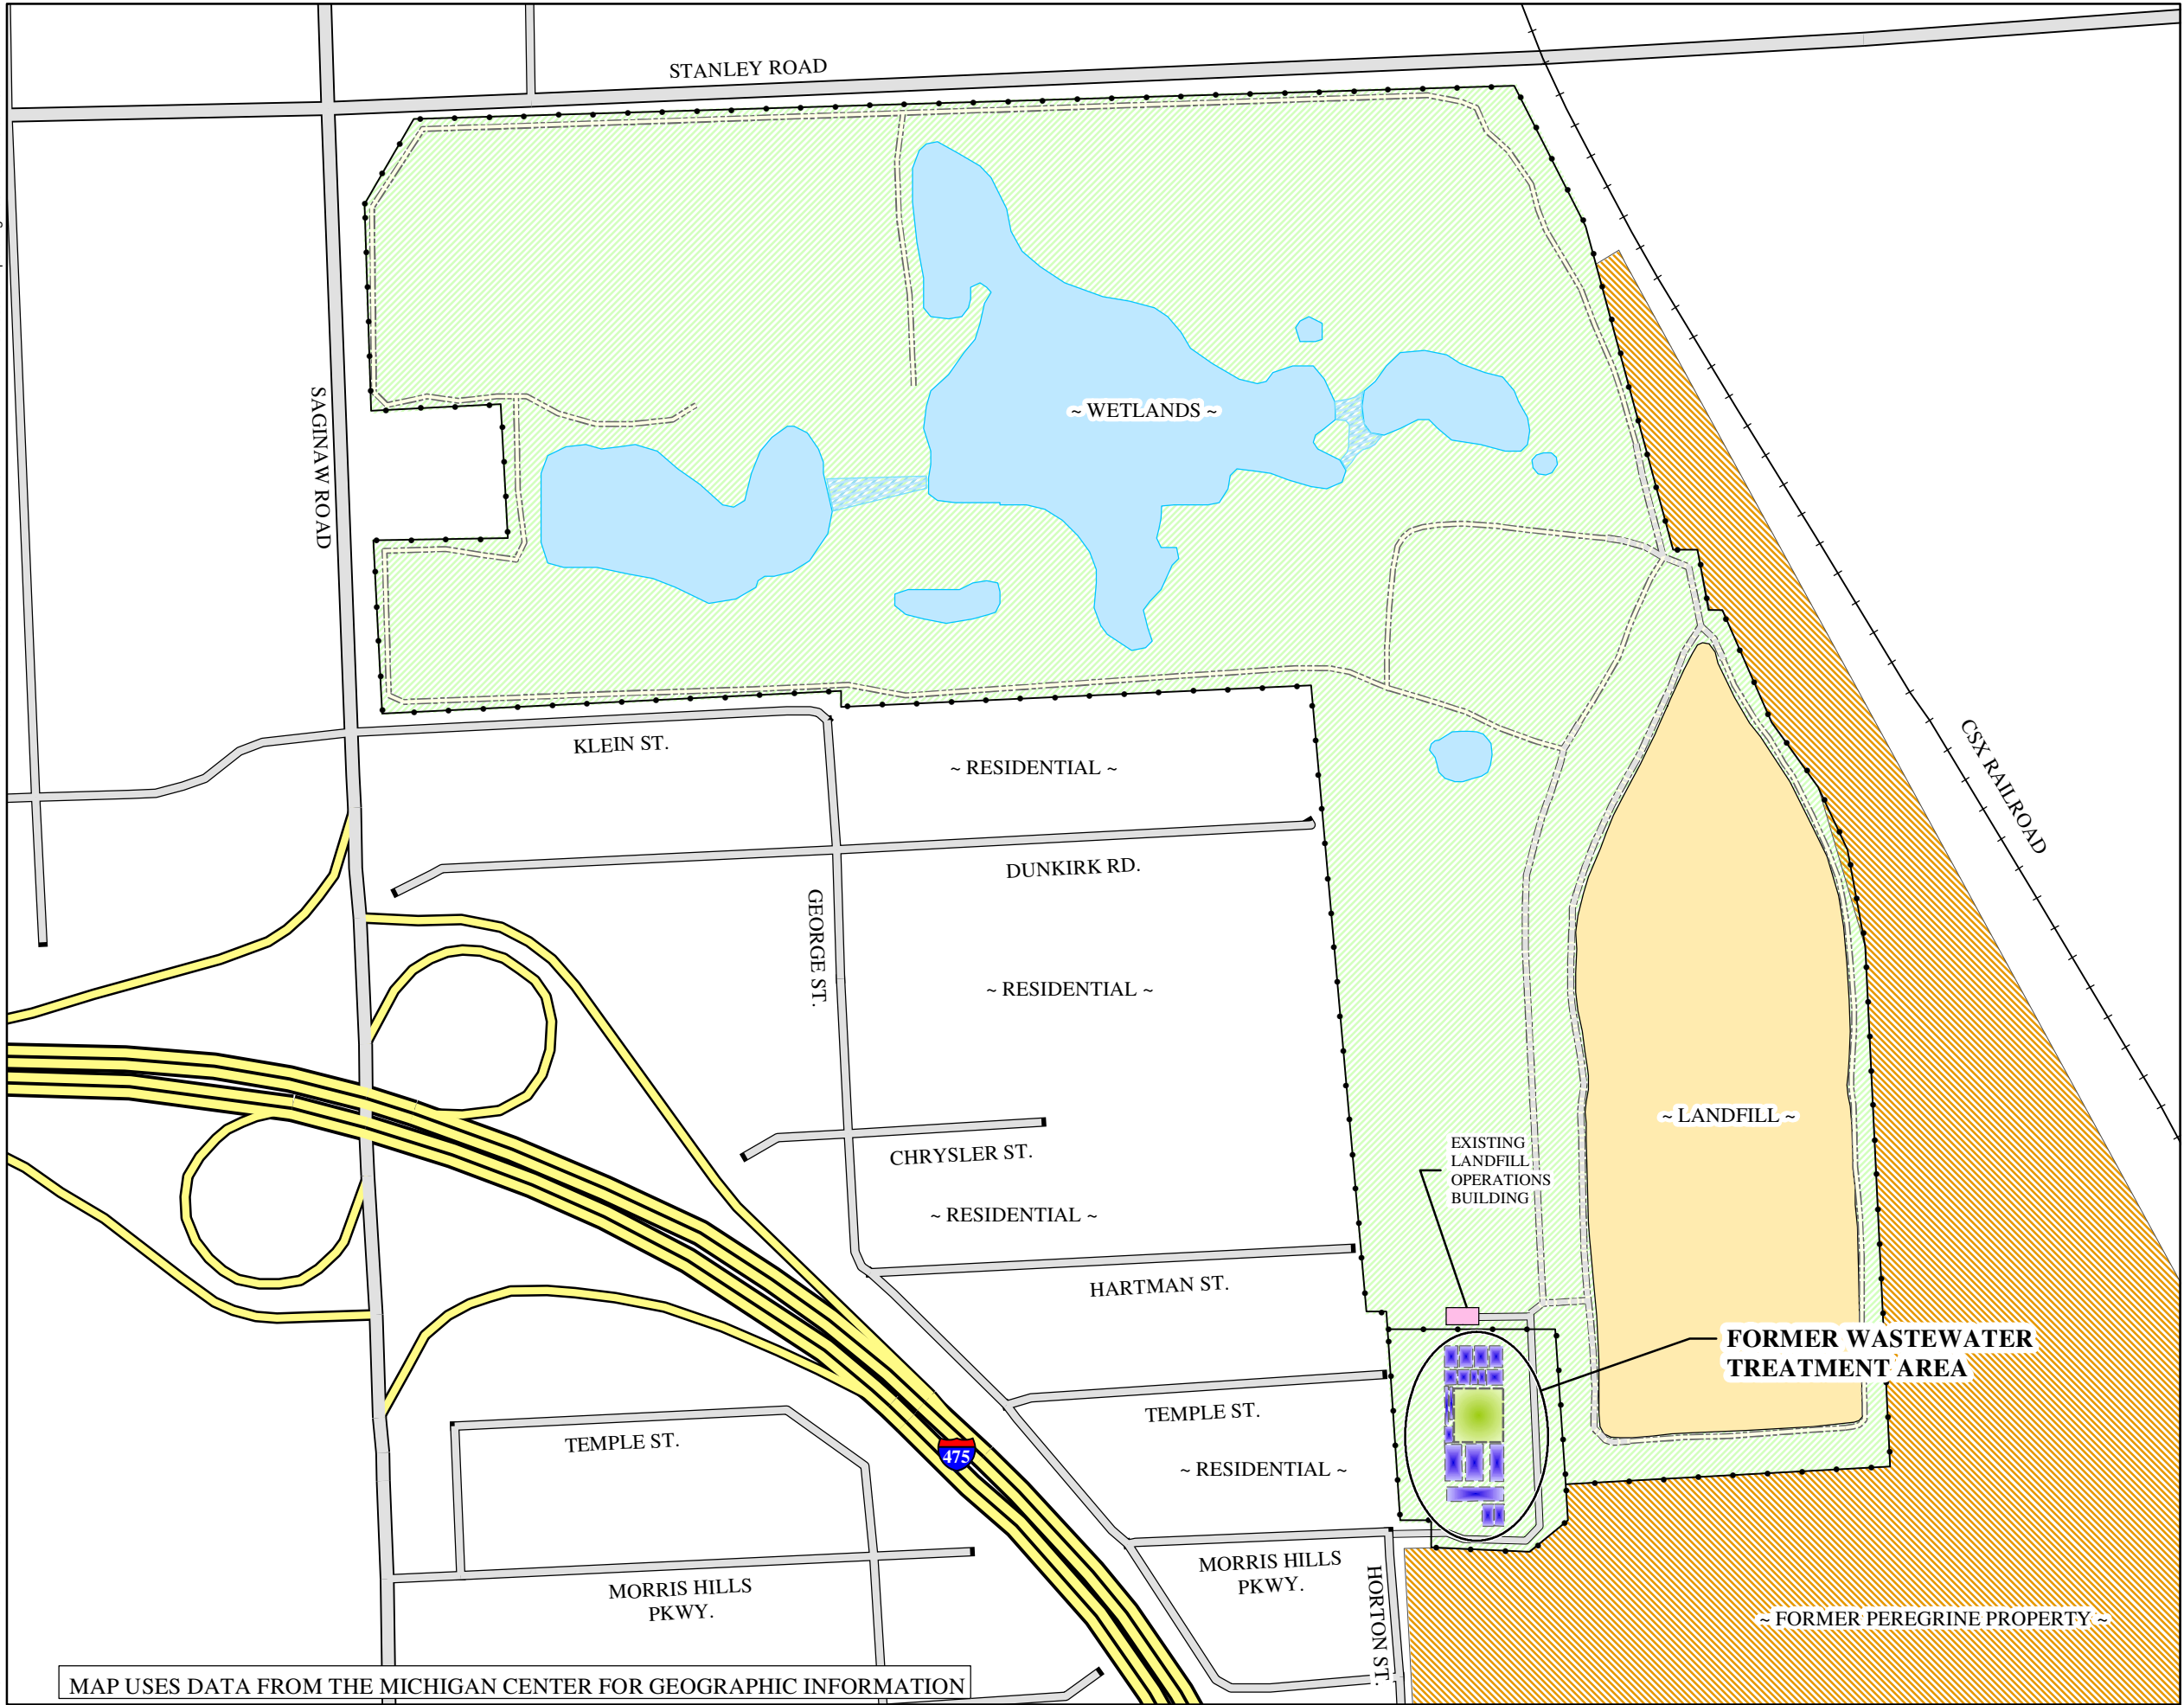 STANLEY ROAD
SAGINAW ROAD
~ WETLANDS ~
KLEIN ST.
~ RESIDENTIAL ~
CSX RAILROAD
DUNKIRK RD.
GEORGE ST.
~ RESIDENTIAL ~
~ LANDFILL ~
EXISTING
LANDFILL
OPERATIONS
BUILDING
CHRYSLER ST.
~ RESIDENTIAL ~
HARTMAN ST.
FORMER WASTEWATER
TREATMENT AREA
TEMPLE ST.
TEMPLE ST.
475
~ RESIDENTIAL ~
MORRIS HILLS
PKWY.
MORRIS HILLS
PKWY.
HORTON ST.
~ FORMER PEREGRINE PROPERTY ~
MAP USES DATA FROM THE MICHIGAN CENTER FOR GEOGRAPHIC INFORMATION